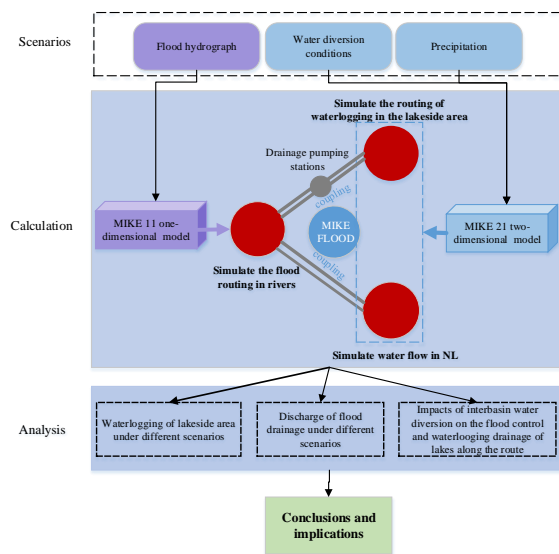 Scenarios
Flood hydrograph
Water diversion
conditions
Precipitation
Simulate the routing of
waterlogging in the lakeside area
Drainage pumping
stations
coupling
Calculation
MIKE 11 one-
dimensional model
MIKE
FLOOD
MIKE 21 two-
dimensional model
coupling
Simulate the flood
routing in rivers
Simulate water flow in NL
Analysis
Waterlogging of lakeside area
under different scenarios
Discharge of flood
drainage under different
scenarios
Impacts of interbasin water
diversion on the flood control
and waterlooging drainage of
lakes along the route
Conclusions and
implications